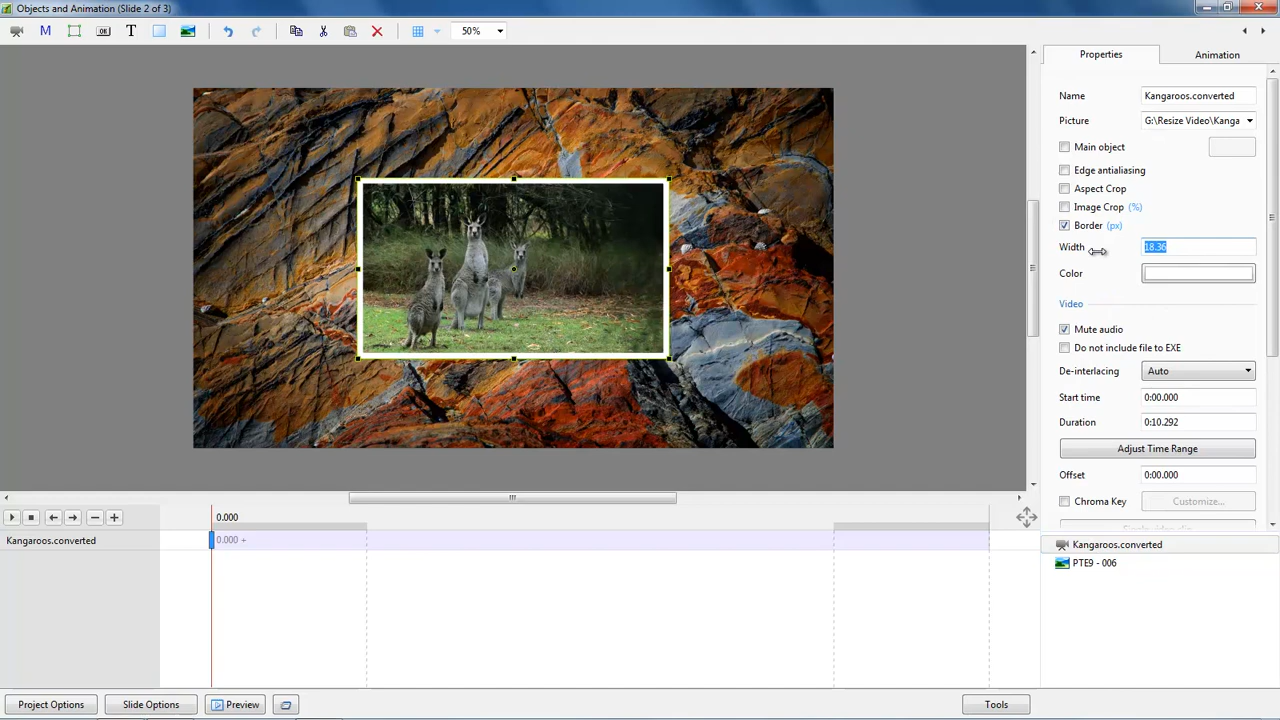 Objects and Animation (Slide 2 of 3)
M
OK
T
50%
Properties
Animation
Name
Kangaroos.converted
Picture
G:\Resize Video\Kanga
Main object
Edge antialiasing
Aspect Crop
Image Crop (%)
Border (px)
Width
18.36
Color
Video
Mute audio
Do not include file to EXE
De-interlacing
Auto
Start time
0:00.000
Duration
0:10.292
Adjust Time Range
Offset
0:00.000
Chroma Key
Customize...
0.000
Kangaroos.converted
0.000 +
Kangaroos.converted
PTE9 - 006
Project Options
Slide Options
Preview
Tools